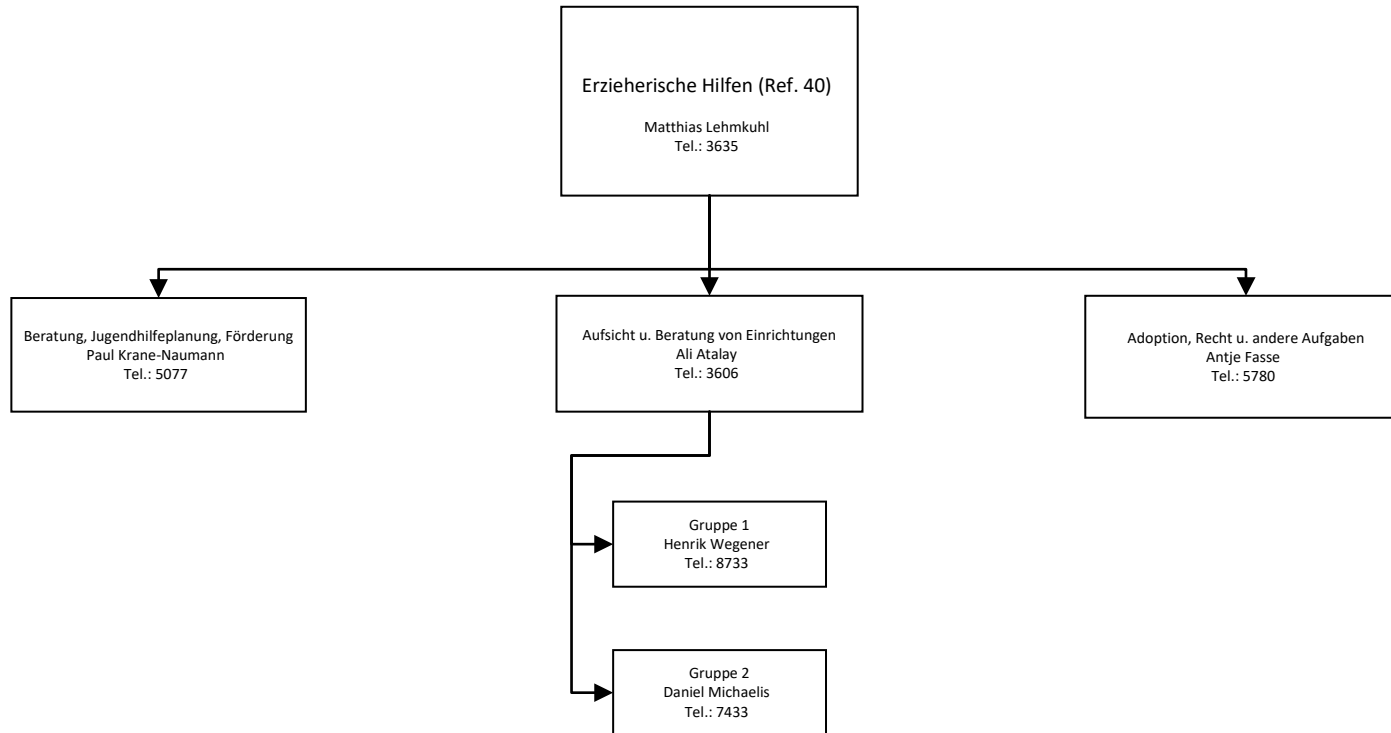 Erzieherische Hilfen (Ref. 40)
Matthias Lehmkuhl
Tel.: 3635
Beratung, Jugendhilfeplanung, Förderung
Paul Krane-Naumann
Tel.: 5077
Aufsicht u. Beratung von Einrichtungen
Ali Atalay
Tel.: 3606
Adoption, Recht u. andere Aufgaben
Antje Fasse
Tel.: 5780
Gruppe 1
Henrik Wegener
Tel.: 8733
Gruppe 2
Daniel Michaelis
Tel.: 7433